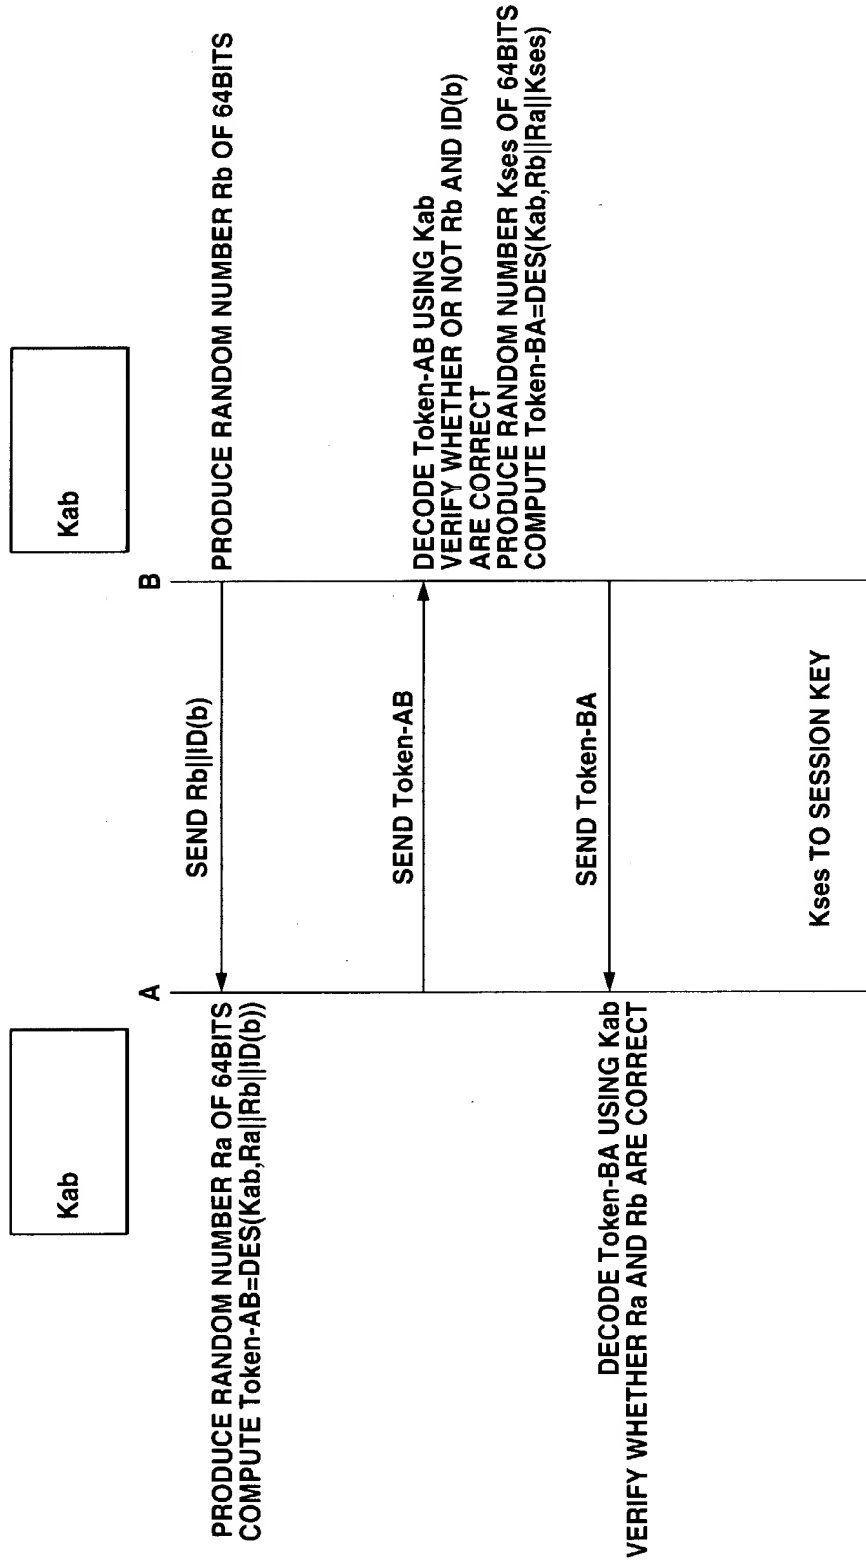 Kab
Kab
A
B
PRODUCE RANDOM NUMBER Rb OF 64BITS
SEND Rb||ID(b)
PRODUCE RANDOM NUMBER Ra OF 64BITS
COMPUTE Token-AB=DES(Kab,Ra||Rb||ID(b))
SEND Token-AB
DECODE Token-AB USING Kab
VERIFY WHETHER OR NOT Rb AND ID(b)
ARE CORRECT
PRODUCE RANDOM NUMBER Kses OF 64BITS
COMPUTE Token-BA=DES(Kab,Rb||Ra||Kses)
SEND Token-BA
DECODE Token-BA USING Kab
VERIFY WHETHER Ra AND Rb ARE CORRECT
Kses TO SESSION KEY